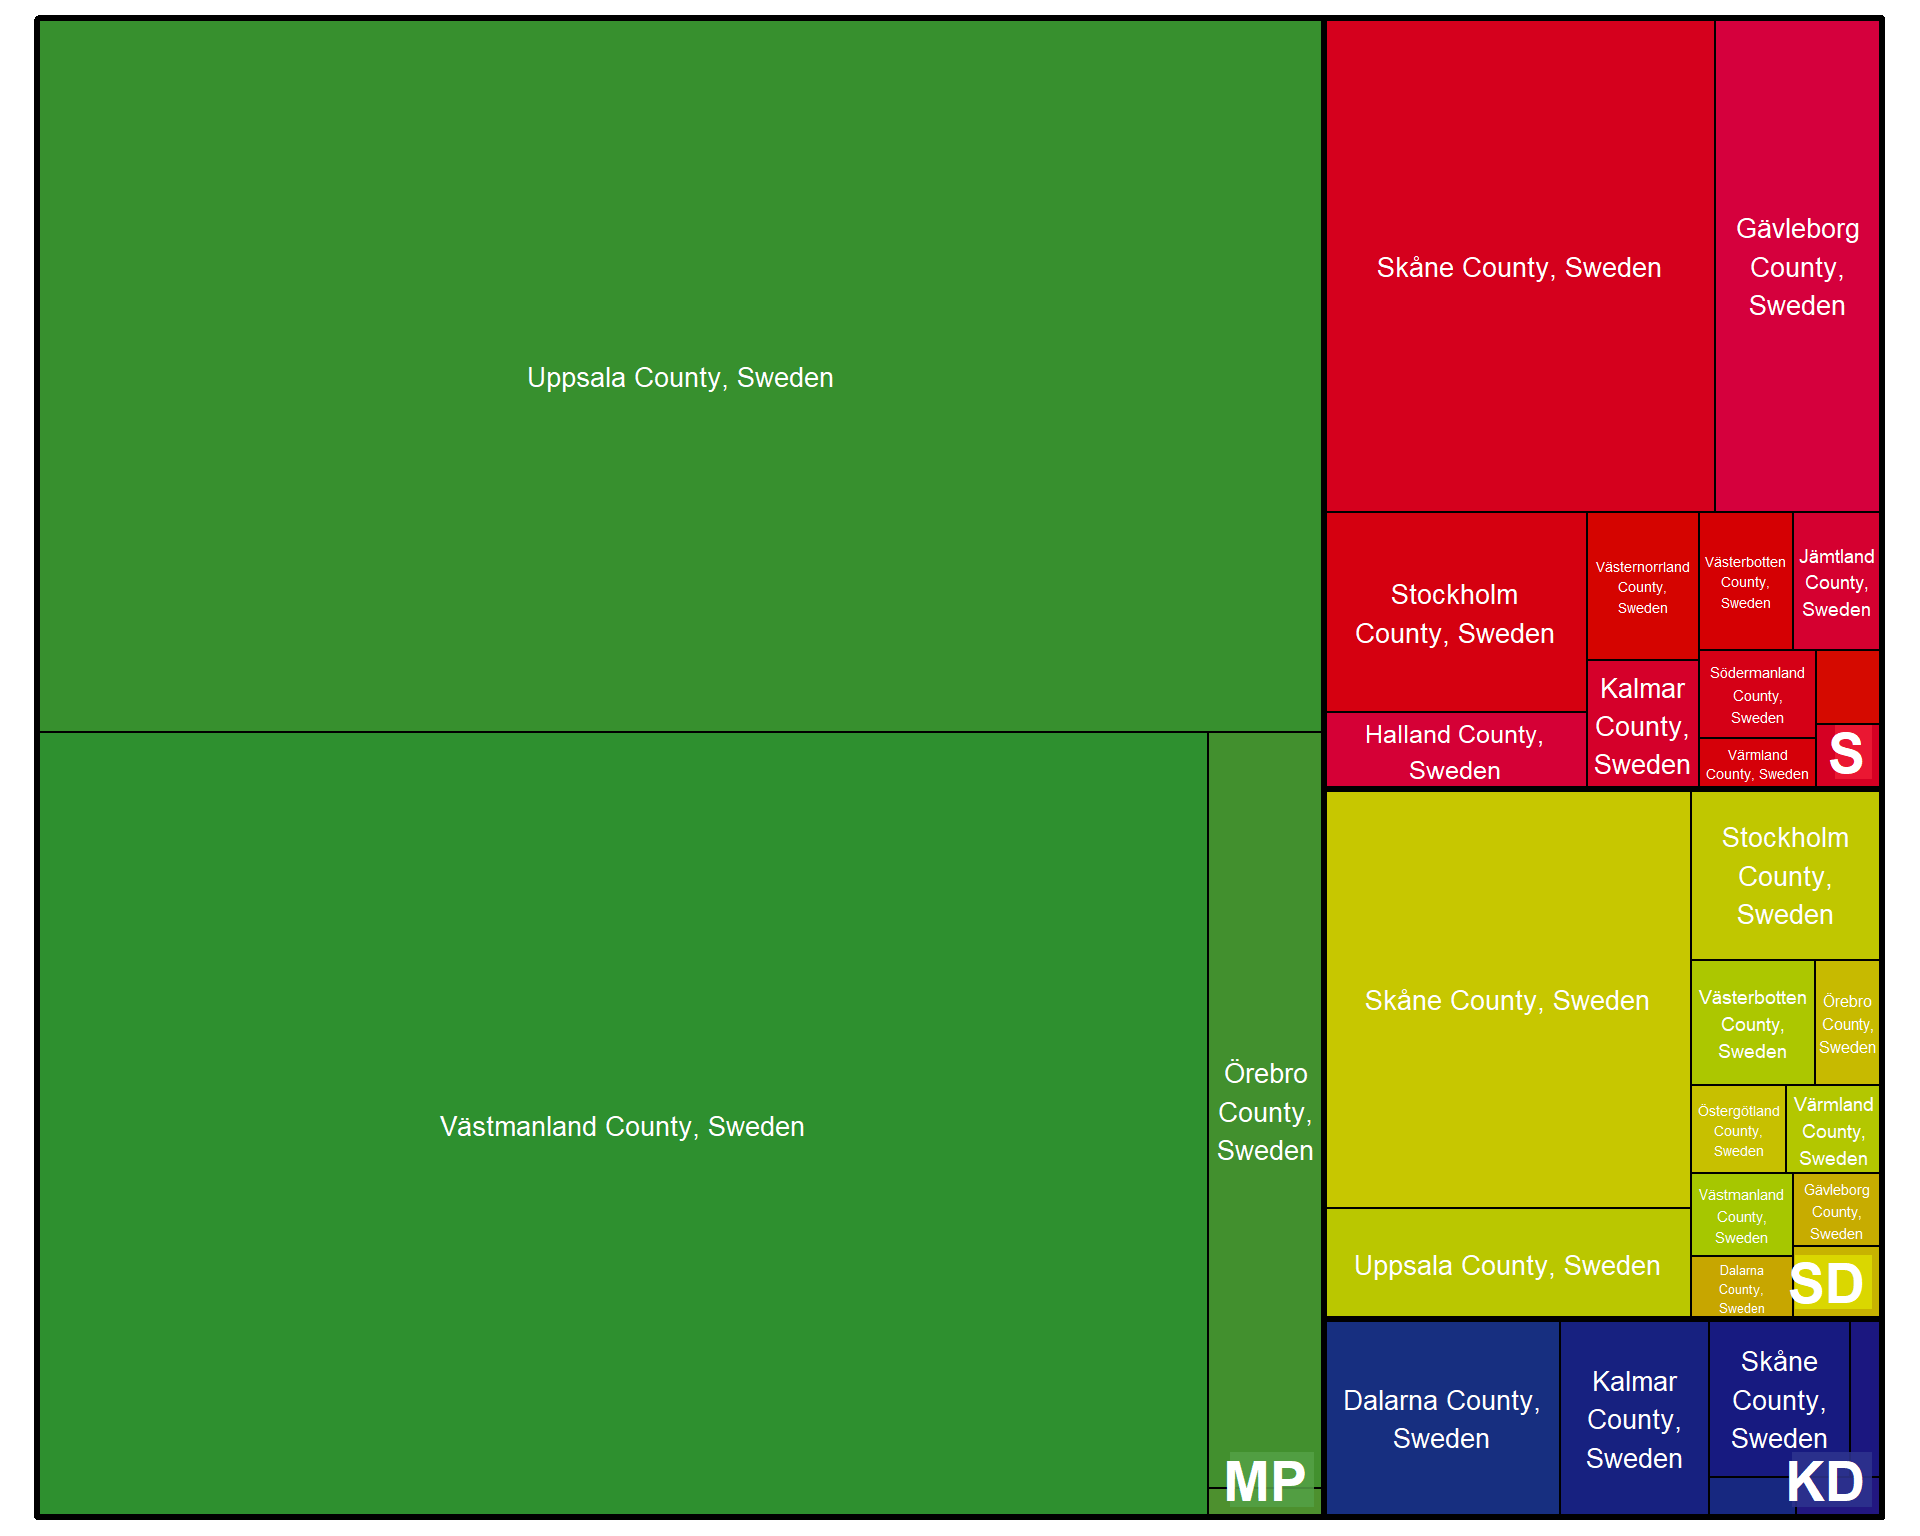 Uppsala County, Sweden
Västmanland County, Sweden
Örebro
County,
Sweden
MP
Skåne County, Sweden
Gävleborg
County,
Sweden
Stockholm
County, Sweden
Halland County,
Sweden
Västernorrland
County,
Sweden
Kalmar
County,
Sweden
Västerbotten
County,
Sweden
Jämtland
County,
Sweden
Södermanland
County,
Sweden
Värmland
County, Sweden
S
Skåne County, Sweden
Uppsala County, Sweden
Stockholm
County,
Sweden
Västerbotten
County,
Sweden
Örebro
County,
Sweden
Östergötland
County,
Sweden
Värmland
County,
Sweden
Västmanland
County,
Sweden
Gävleborg
County,
Sweden
Dalarna
County,
Sweden
SD
Dalarna County,
Sweden
Kalmar
County,
Sweden
Skåne
County,
Sweden
KD